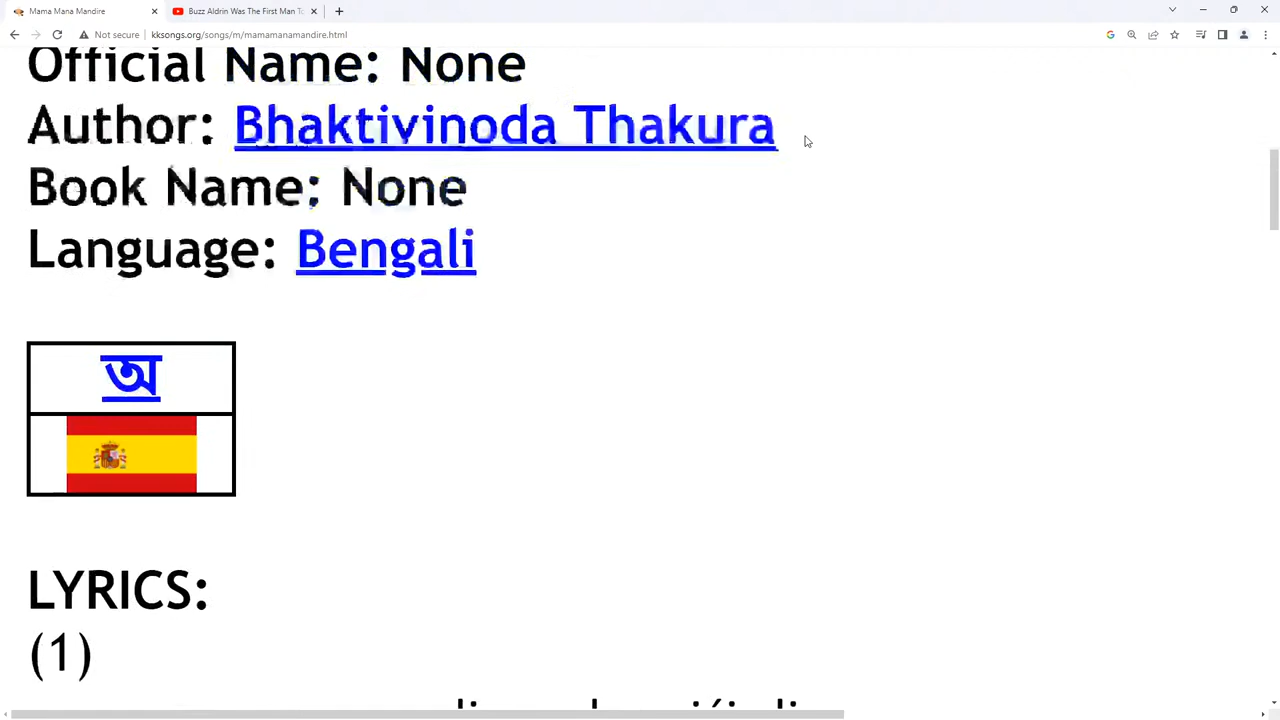 Mama Mana Mandire
Buzz Aldrin Was The First Man To
Not secure
kksongs.org/songs/m/mamamanamandire.html
Official Name: None
Author: Bhaktivinoda Thakura
Book Name: None
Language: Bengali
অ
LYRICS:
(1)